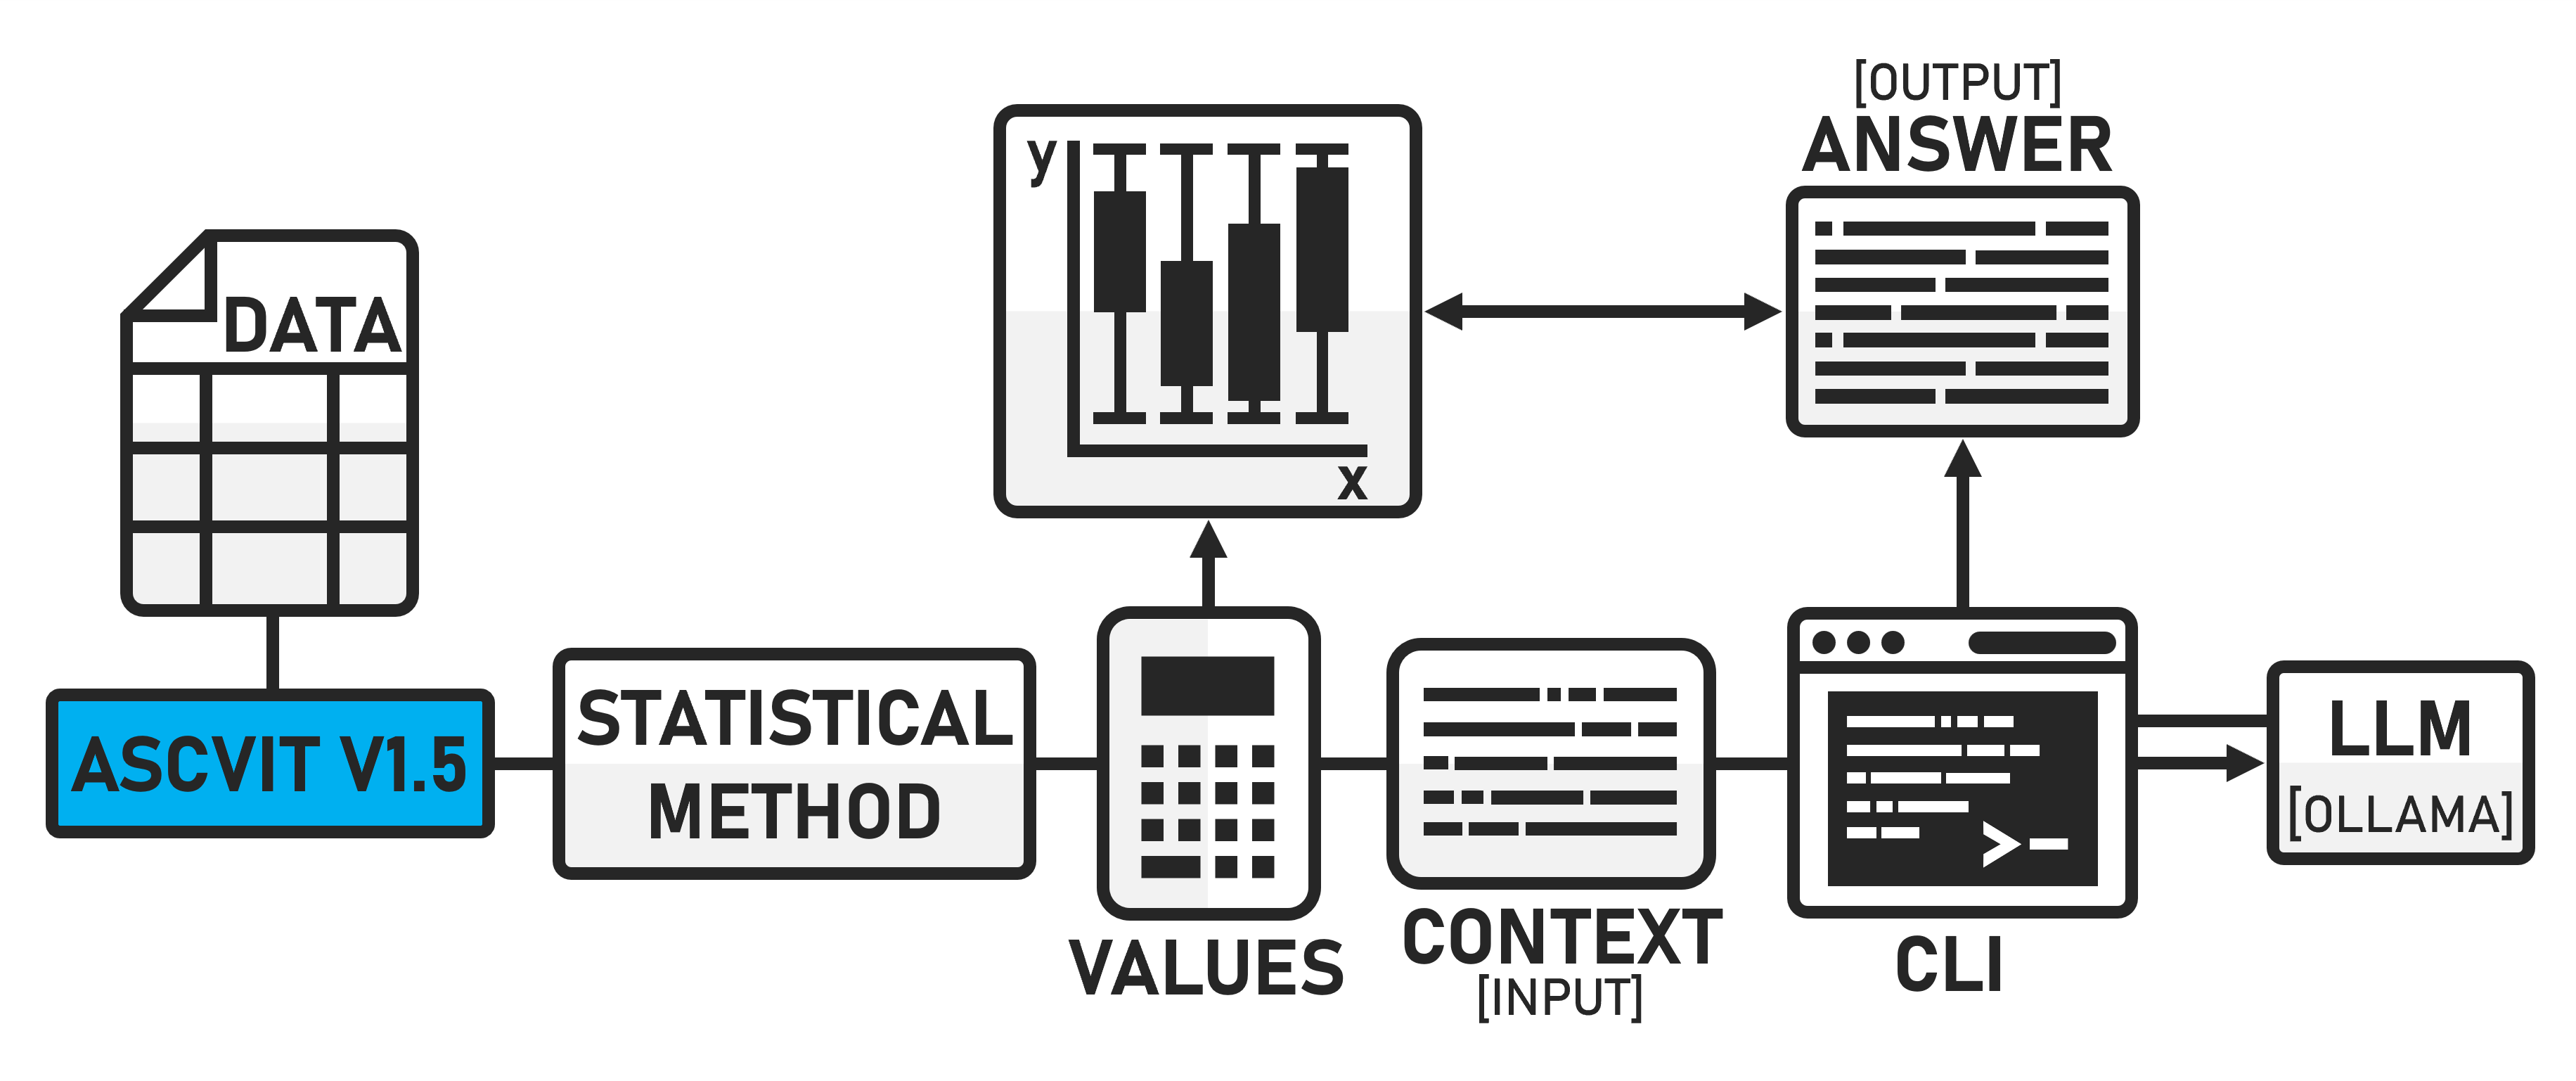 DATA
ASCVIT V1.5
STATISTICAL
METHOD
y
x
VALUES
CONTEXT
[INPUT]
[OUTPUT]
ANSWER
>_
CLI
LLM
[OLLAMA]